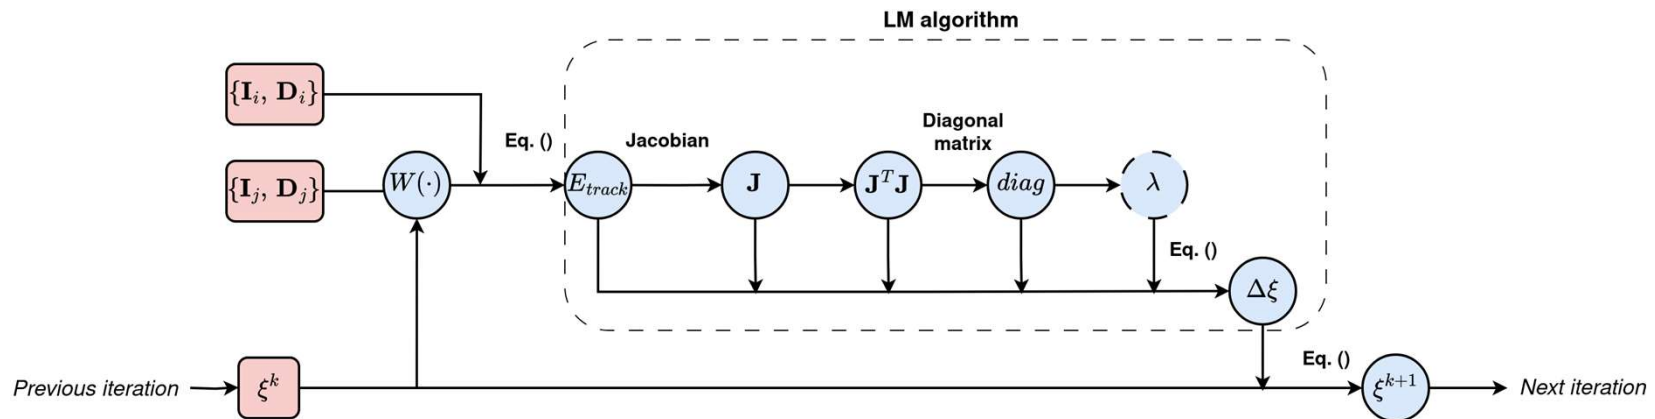 LM algorithm
{I_i, D_i}
Eq. ()
Jacobian
Diagonal
matrix
{I_j, D_j}
W(·)
E_track
J
J^T J
diag
λ
Eq. ()
Δξ
Eq. ()
Previous iteration
ξ^k
ξ^{k+1}
Next iteration